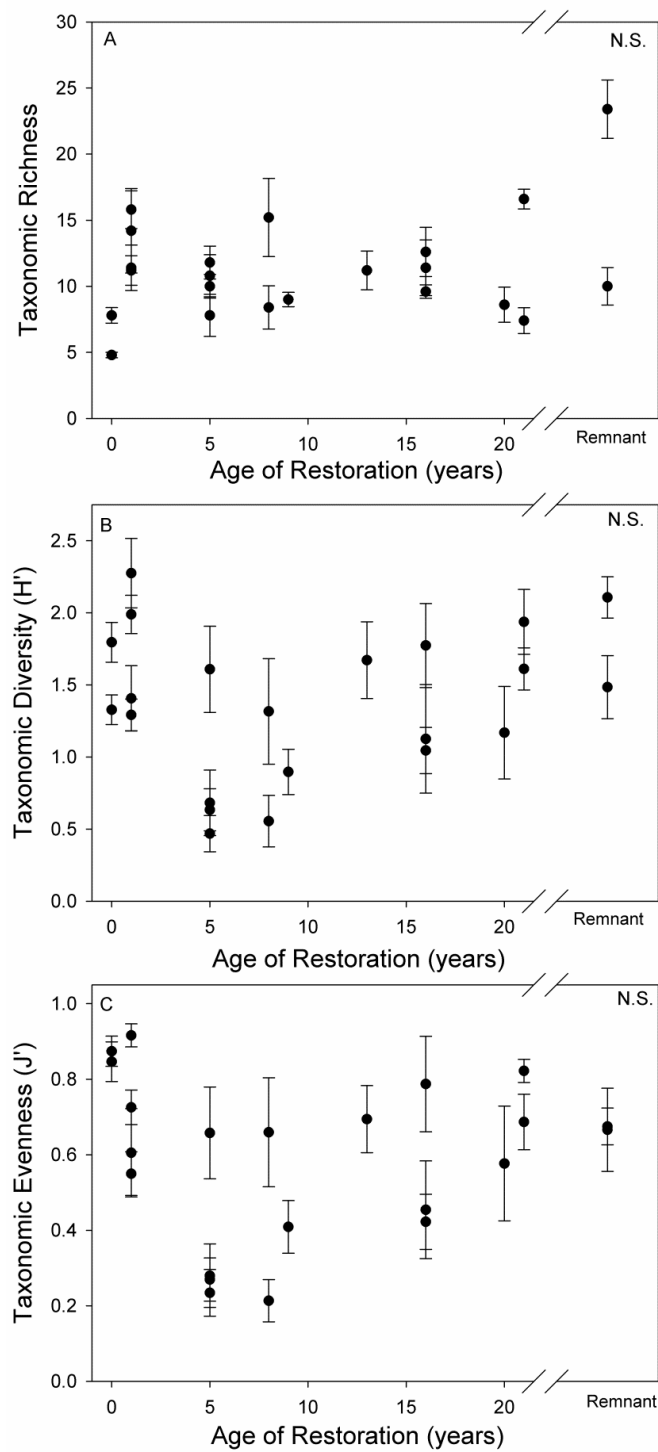 A
N.S.
30
25
20
15
10
5
0
Taxonomic Richness
0 5 10 15 20 Remnant
Age of Restoration (years)
B
N.S.
2.5
2.0
1.5
1.0
0.5
0.0
Taxonomic Diversity (H')
0 5 10 15 20 Remnant
Age of Restoration (years)
C
N.S.
1.0
0.8
0.6
0.4
0.2
0.0
Taxonomic Evenness (J')
0 5 10 15 20 Remnant
Age of Restoration (years)